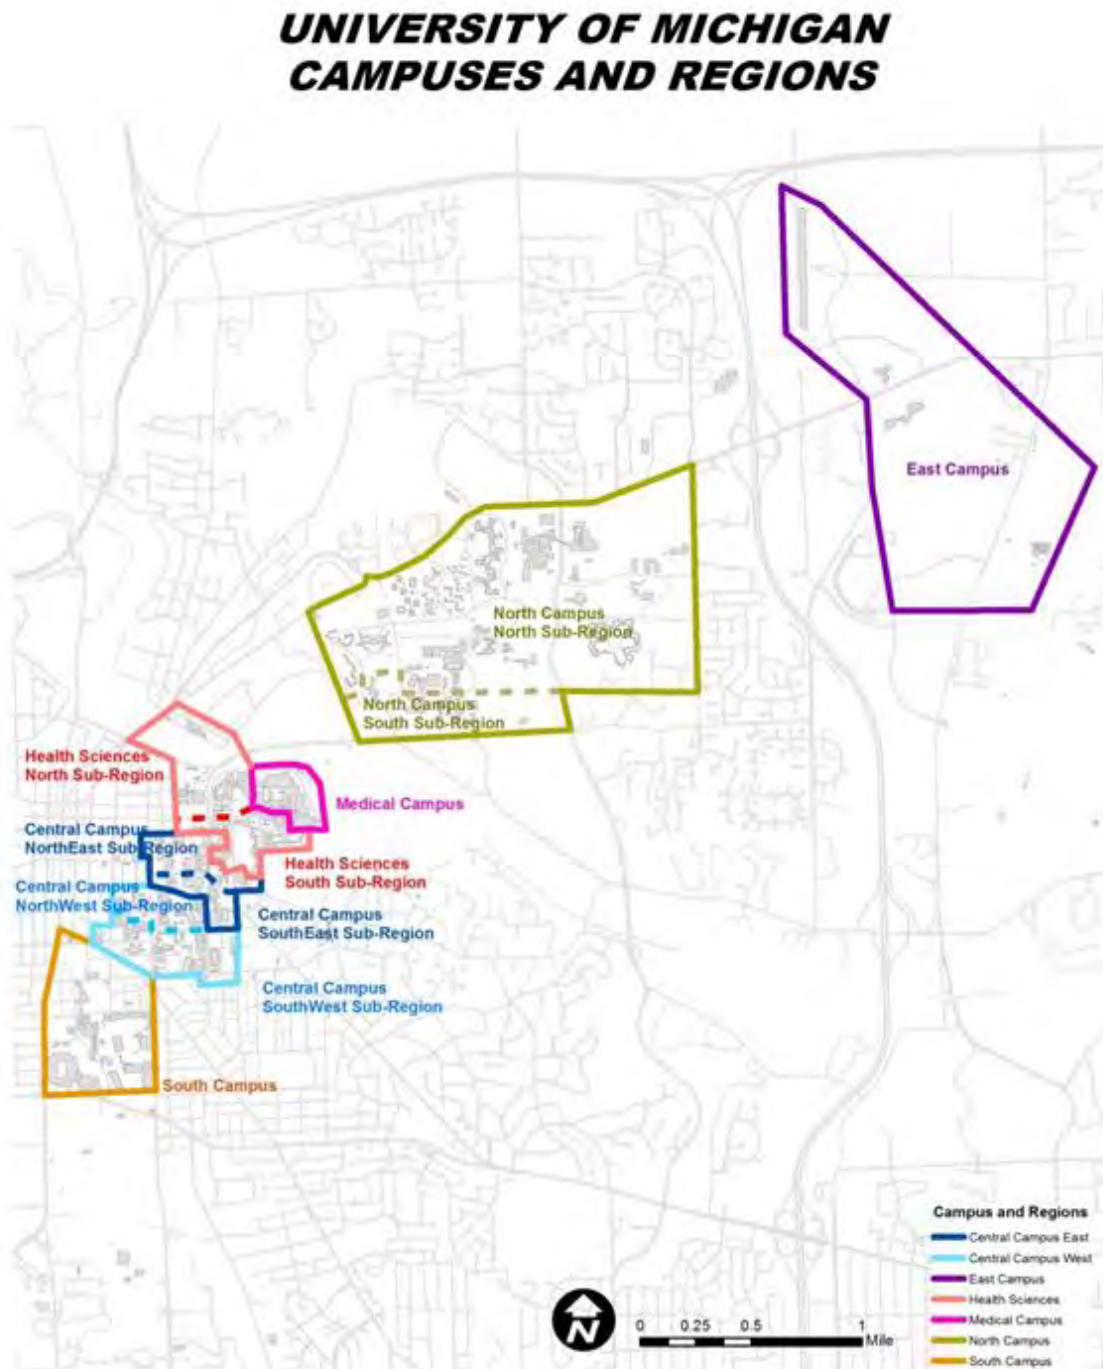 UNIVERSITY OF MICHIGAN
CAMPUSES AND REGIONS
East Campus
North Campus
North Sub-Region
North Campus
South Sub-Region
Health Sciences
North Sub-Region
Medical Campus
Central Campus
NorthEast Sub-Region
Health Sciences
South Sub-Region
Central Campus
NorthWest Sub-Region
Central Campus
SouthEast Sub-Region
Central Campus
SouthWest Sub-Region
South Campus
Campus and Regions
Central Campus East
Central Campus West
East Campus
Health Sciences
Medical Campus
North Campus
South Campus
N
0 0.25 0.5 1
Mile